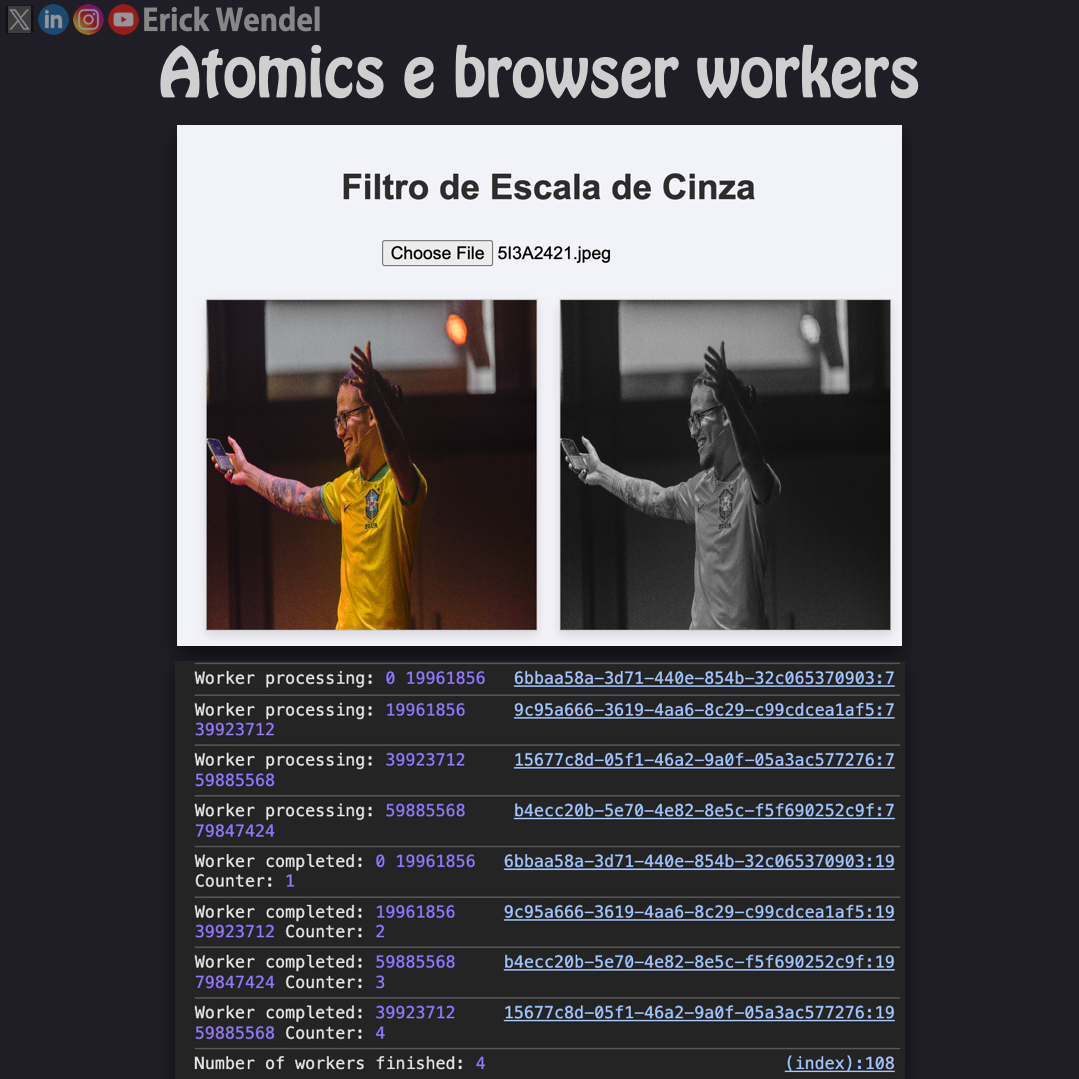 Erick Wendel
Atomics e browser workers
Filtro de Escala de Cinza
Choose File 5I3A2421.jpeg
Worker processing: 0 19961856 6bbaa58a-3d71-440e-854b-32c065370903:7
Worker processing: 19961856 9c95a666-3619-4aa6-8c29-c99cdcea1af5:7
39923712
Worker processing: 39923712 15677c8d-05f1-46a2-9a0f-05a3ac577276:7
59885568
Worker processing: 59885568 b4ecc20b-5e70-4e82-8e5c-f5f690252c9f:7
79847424
Worker completed: 0 19961856 6bbaa58a-3d71-440e-854b-32c065370903:19
Counter: 1
Worker completed: 19961856 9c95a666-3619-4aa6-8c29-c99cdcea1af5:19
39923712 Counter: 2
Worker completed: 59885568 b4ecc20b-5e70-4e82-8e5c-f5f690252c9f:19
79847424 Counter: 3
Worker completed: 39923712 15677c8d-05f1-46a2-9a0f-05a3ac577276:19
59885568 Counter: 4
Number of workers finished: 4 (index):108